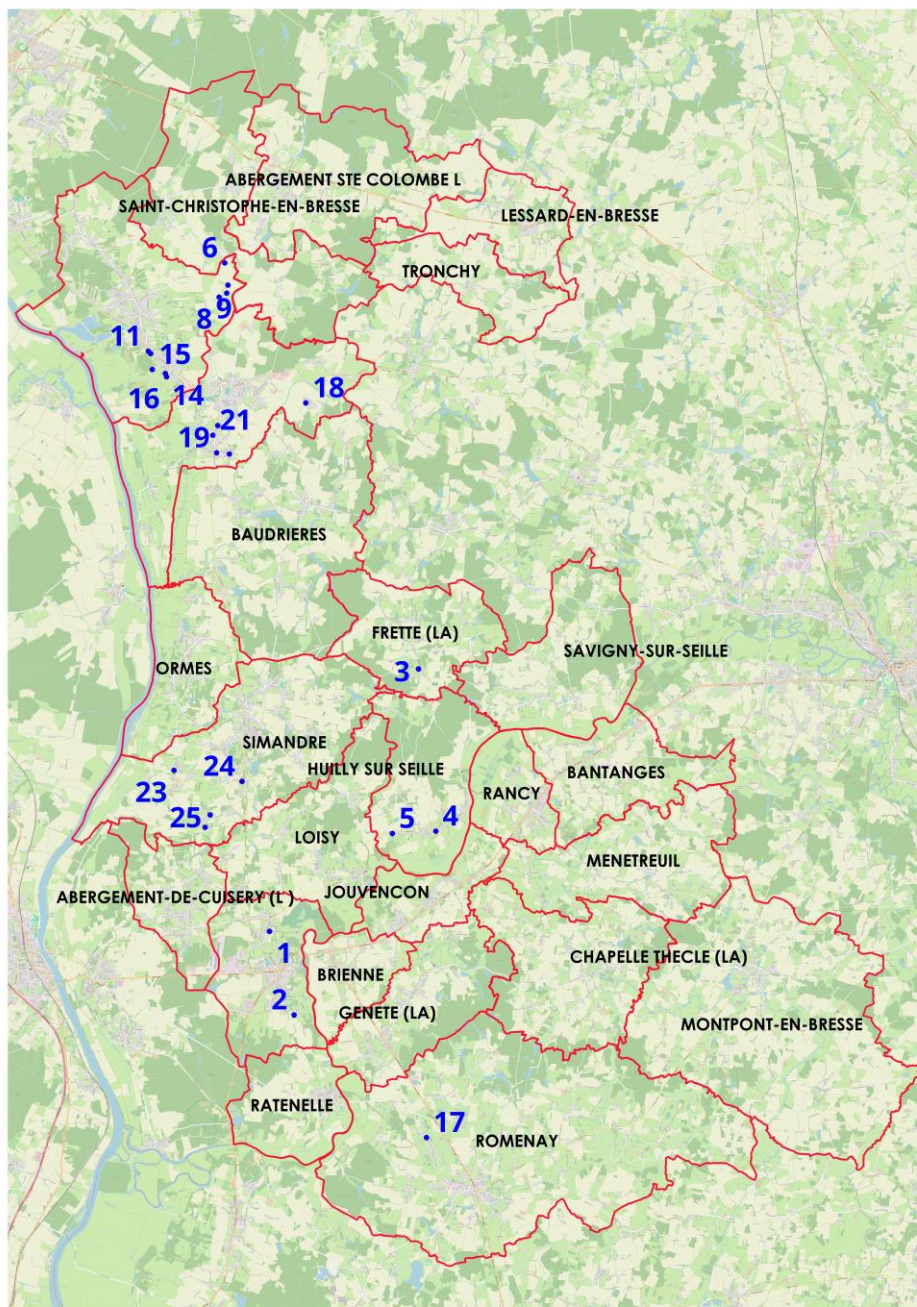 ABERGEMENT STE COLOMBE L
SAINT-CHRISTOPHE-EN-BRESSE
LESSARD-EN-BRESSE
6
TRONCHY
8
9
11
15
16
14
18
21
19
BAUDRIERES
FRETTE (LA)
SAVIGNY-SUR-SEILLE
3
ORMES
SIMANDRE
24
HUILLY SUR SEILLE
BANTANGES
23
RANCY
25
5
4
LOISY
MENETREUIL
JOUVENCON
ABERGEMENT-DE-CUISERY (L')
1
CHAPELLE THECLE (LA)
BRIENNE
2
GENETE (LA)
MONTPONT-EN-BRESSE
RATENELLE
17
ROMENAY